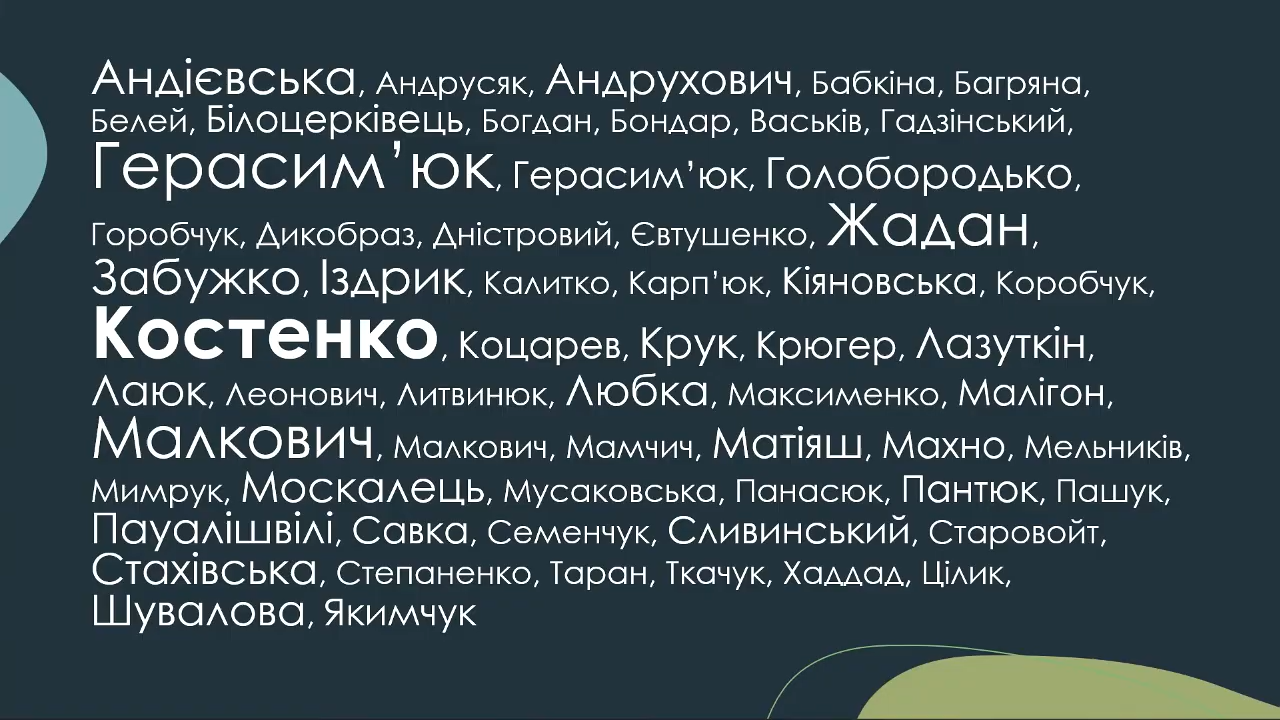 Андієвська, Андрусяк, Андрухович, Бабкіна, Багряна,
Белей, Білоцерківець, Богдан, Бондар, Васьків, Гадзінський,
Герасим’юк, Герасим’юк, Голобородько,
Горобчук, Дикобраз, Дністровий, Євтушенко, Жадан,
Забужко, Іздрик, Калитко, Карп’юк, Кіяновська, Коробчук,
Костенко, Коцарев, Крук, Крюгер, Лазуткін,
Лаюк, Леонович, Литвинюк, Любка, Максименко, Малігон,
Малкович, Малкович, Мамчич, Матіяш, Махно, Мельників,
Мимрук, Москалець, Мусаковська, Панасюк, Пантюк, Пашук,
Пауалішвілі, Савка, Семенчук, Сливинський, Старовойт,
Стахівська, Степаненко, Таран, Ткачук, Хаддад, Цілик,
Шувалова, Якимчук